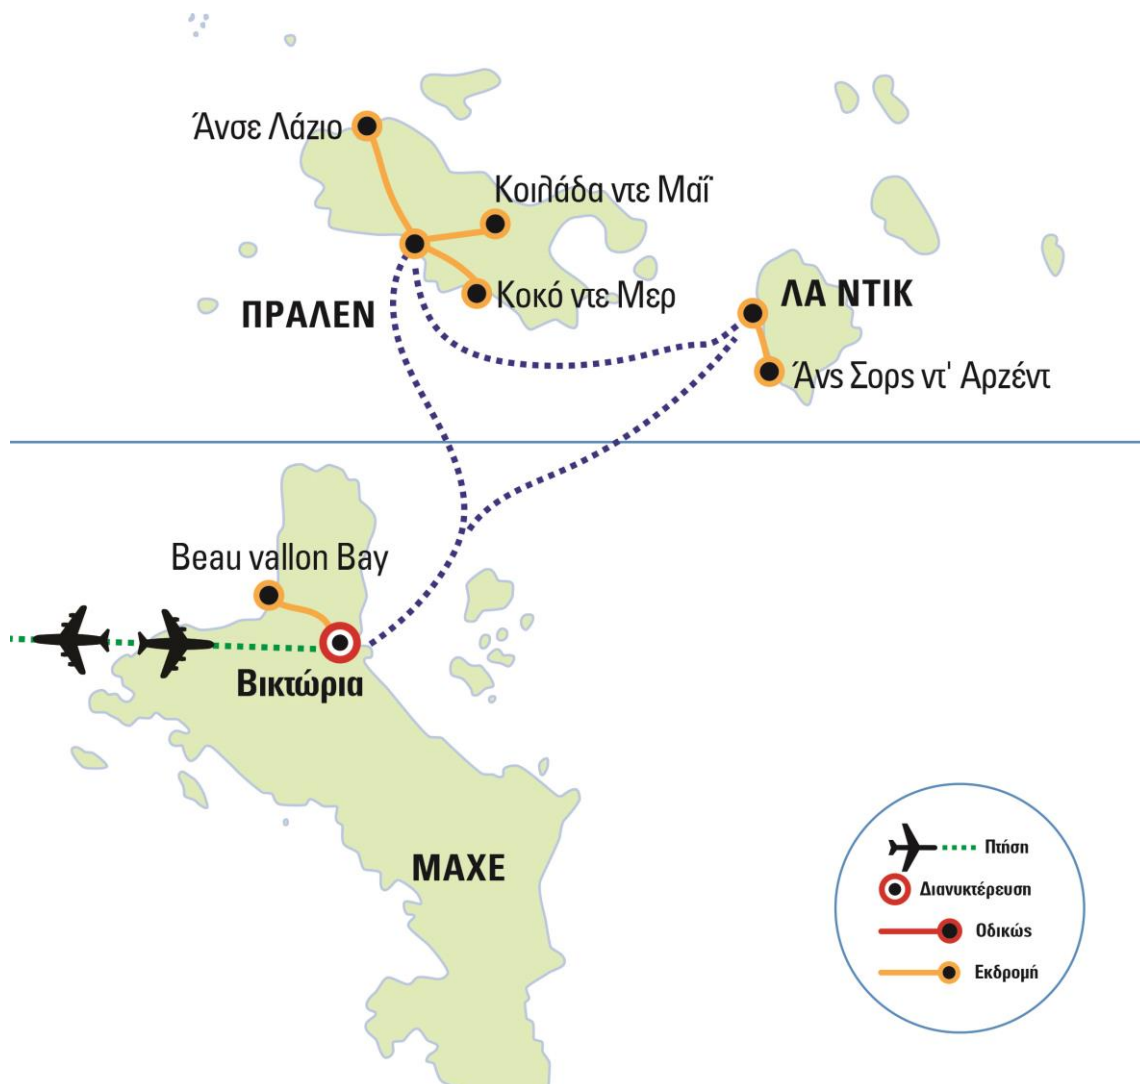 Άνσε Λάζιο
Κοιλάδα ντε Μαΐ
Κοκό ντε Μερ
ΠΡΑΛΕΝ
ΛΑ ΝΤΙΚ
Άνς Σορς ντ' Αρζέντ
Beau vallon Bay
Βικτώρια
ΜΑΧΕ
Πτήση
Διανυκτέρευση
Οδικώς
Εκδρομή